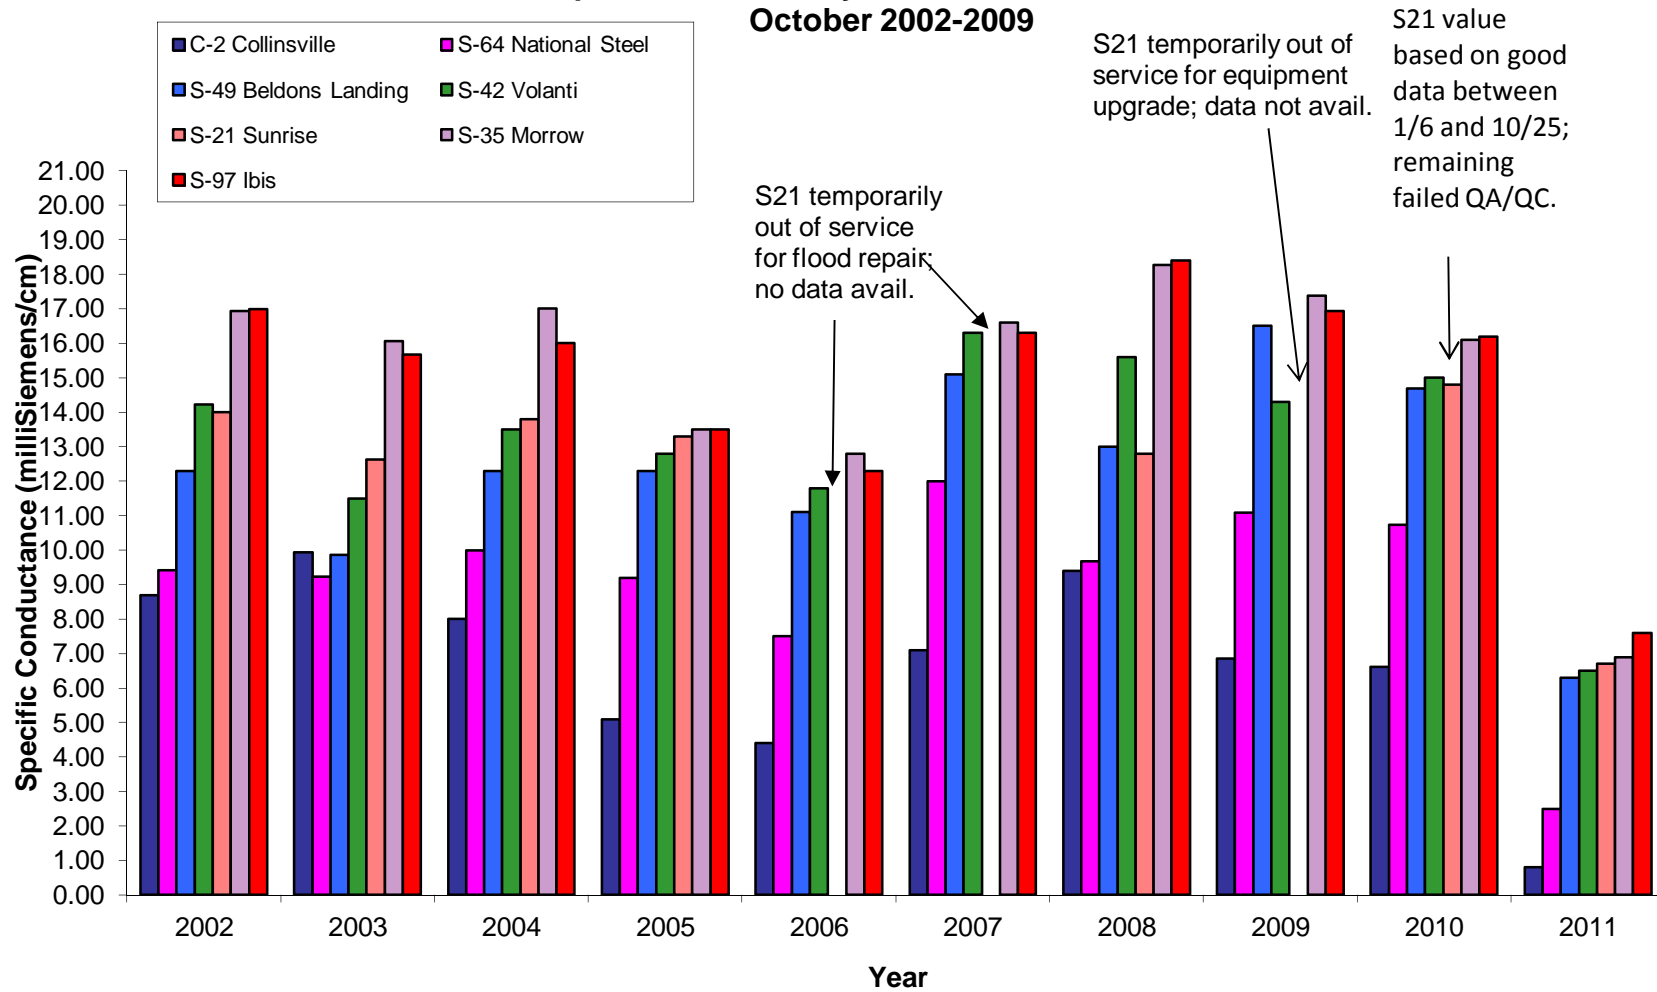 October 2002-2009
C-2 Collinsville
S-64 National Steel
S-49 Beldons Landing
S-42 Volanti
S-21 Sunrise
S-35 Morrow
S-97 Ibis
S21 temporarily
out of service
for flood repair;
no data avail.
S21 temporarily out of
service for equipment
upgrade; data not avail.
S21 value
based on good
data between
1/6 and 10/25;
remaining
failed QA/QC.
Specific Conductance (milliSiemens/cm)
21.00
20.00
19.00
18.00
17.00
16.00
15.00
14.00
13.00
12.00
11.00
10.00
9.00
8.00
7.00
6.00
5.00
4.00
3.00
2.00
1.00
0.00
2002
2003
2004
2005
2006
2007
2008
2009
2010
2011
Year